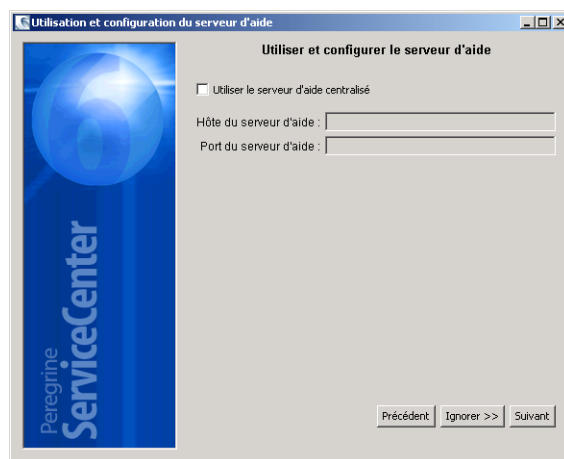 Utilisation et configuration du serveur d'aide
Utiliser et configurer le serveur d'aide
Utiliser le serveur d'aide centralisé
Hôte du serveur d'aide :
Port du serveur d'aide :
Peregrine
ServiceCenter
6
Précédent
Ignorer >>
Suivant